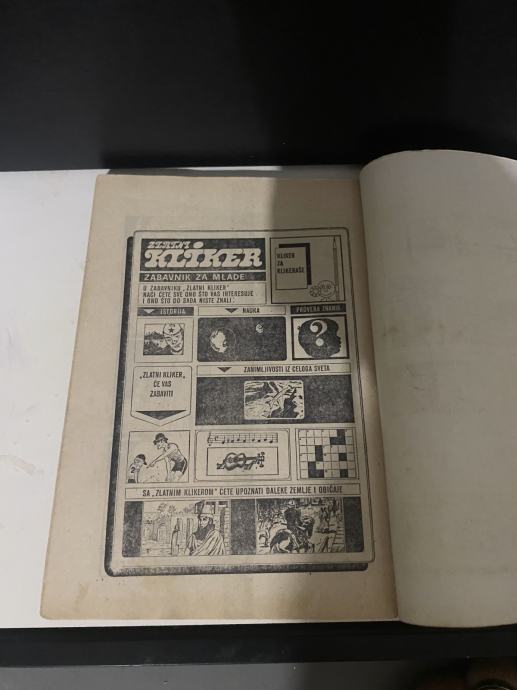 ZLATNI
KLIKER
ZABAVNIK ZA MLADE
KLIKER
ZA
KLIKERAŠE
U ZABAVNIKU „ZLATNI KLIKER”
NAĆI ĆETE SVE ONO ŠTO VAS INTERESUJE
I ONO ŠTO DO SADA NISTE ZNALI:
ISTORIJA
NAUKA
PROVERA ZNANJA
?
„ZLATNI KLIKER„
ĆE VAS
ZABAVITI
ZANIMLJIVOSTI IZ CELOGA SVETA
SA „ZLATNIM KLIKEROM” ĆETE UPOZNATI DALEKE ZEMLJE I OBIČAJE